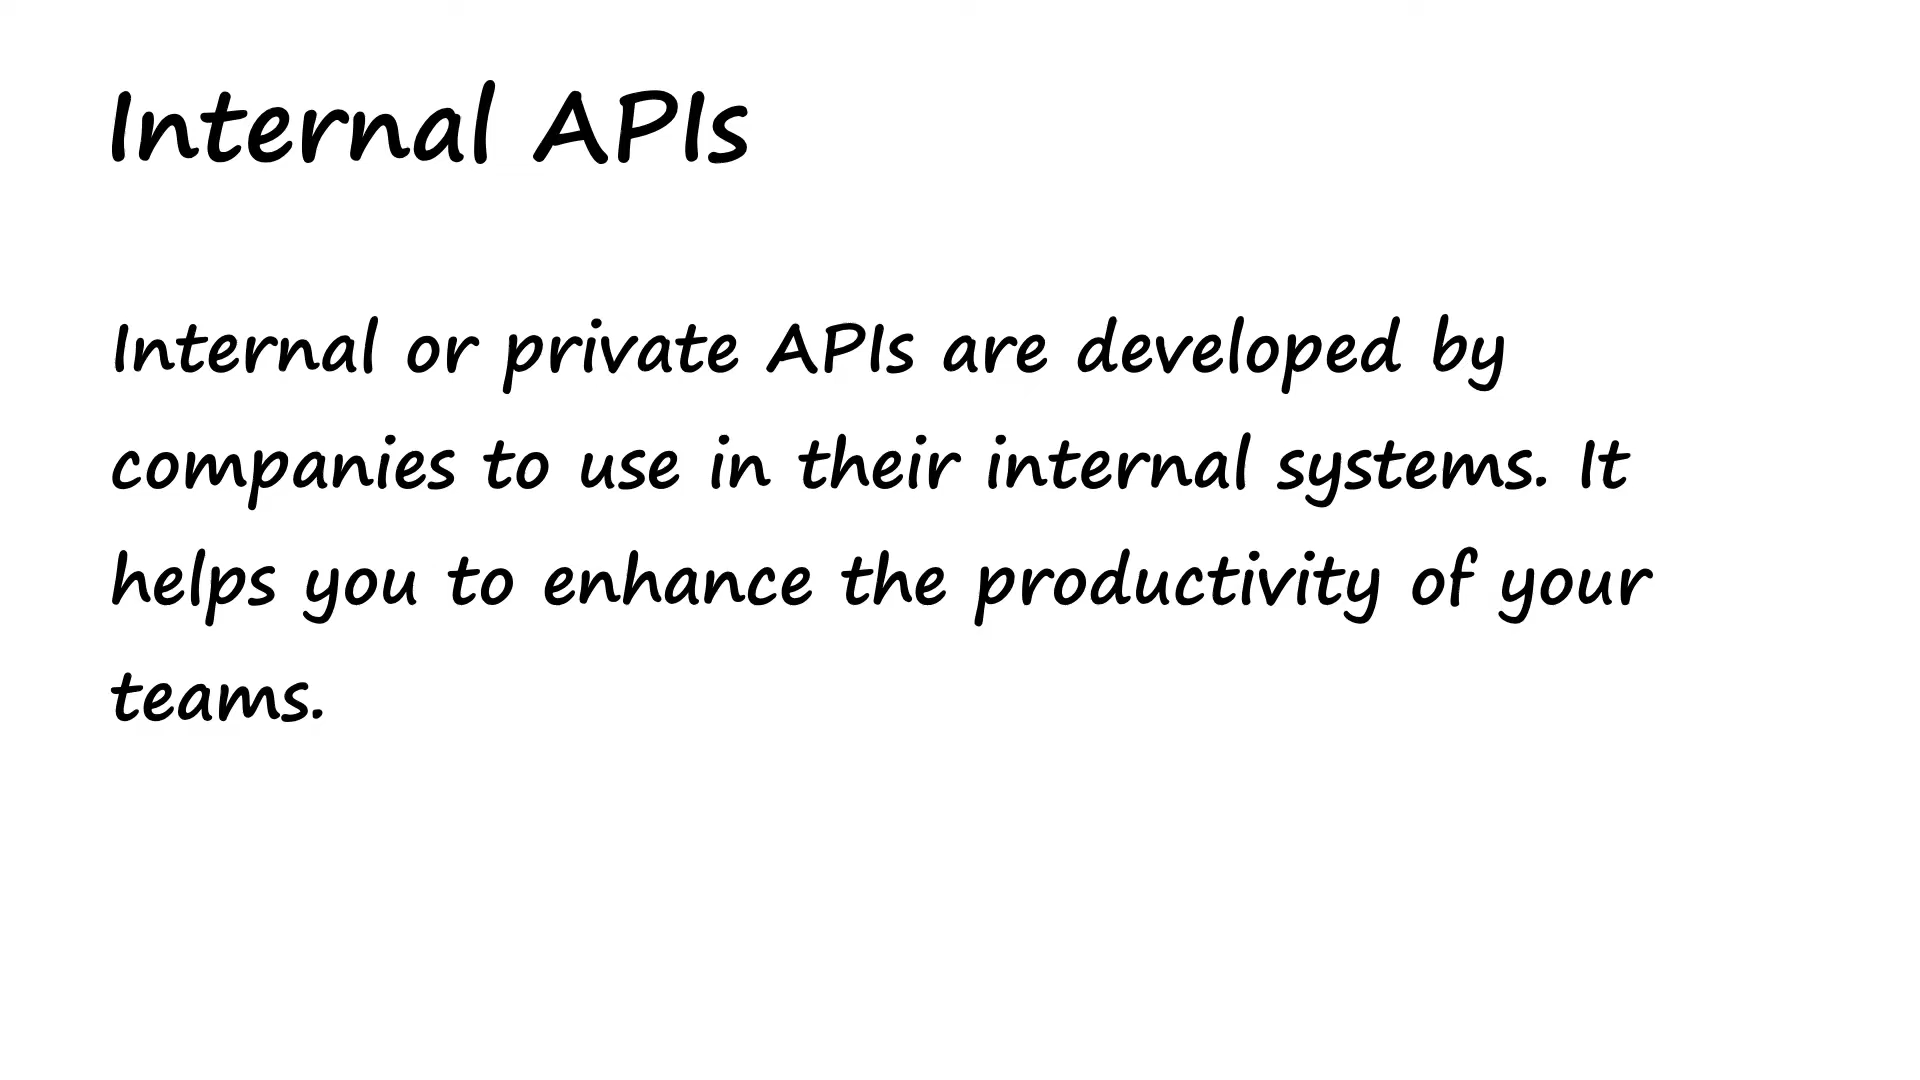 Internal APIs
Internal or private APIs are developed by
companies to use in their internal systems. It
helps you to enhance the productivity of your
teams.